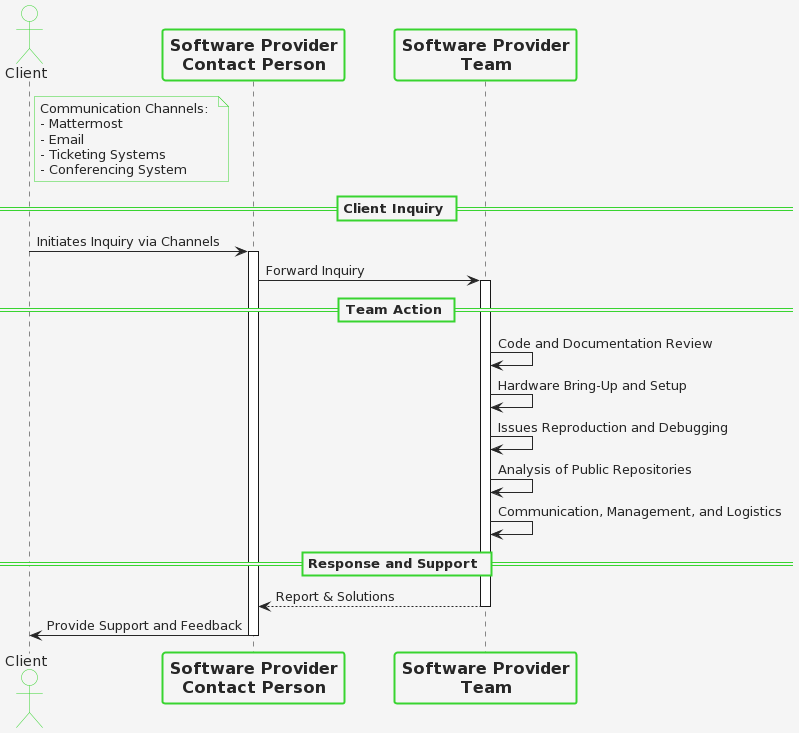 Client
Software Provider
Contact Person
Software Provider
Team
Communication Channels:
- Mattermost
- Email
- Ticketing Systems
- Conferencing System
Client Inquiry
Initiates Inquiry via Channels
Forward Inquiry
Team Action
Code and Documentation Review
Hardware Bring-Up and Setup
Issues Reproduction and Debugging
Analysis of Public Repositories
Communication, Management, and Logistics
Response and Support
Report & Solutions
Provide Support and Feedback
Client
Software Provider
Contact Person
Software Provider
Team